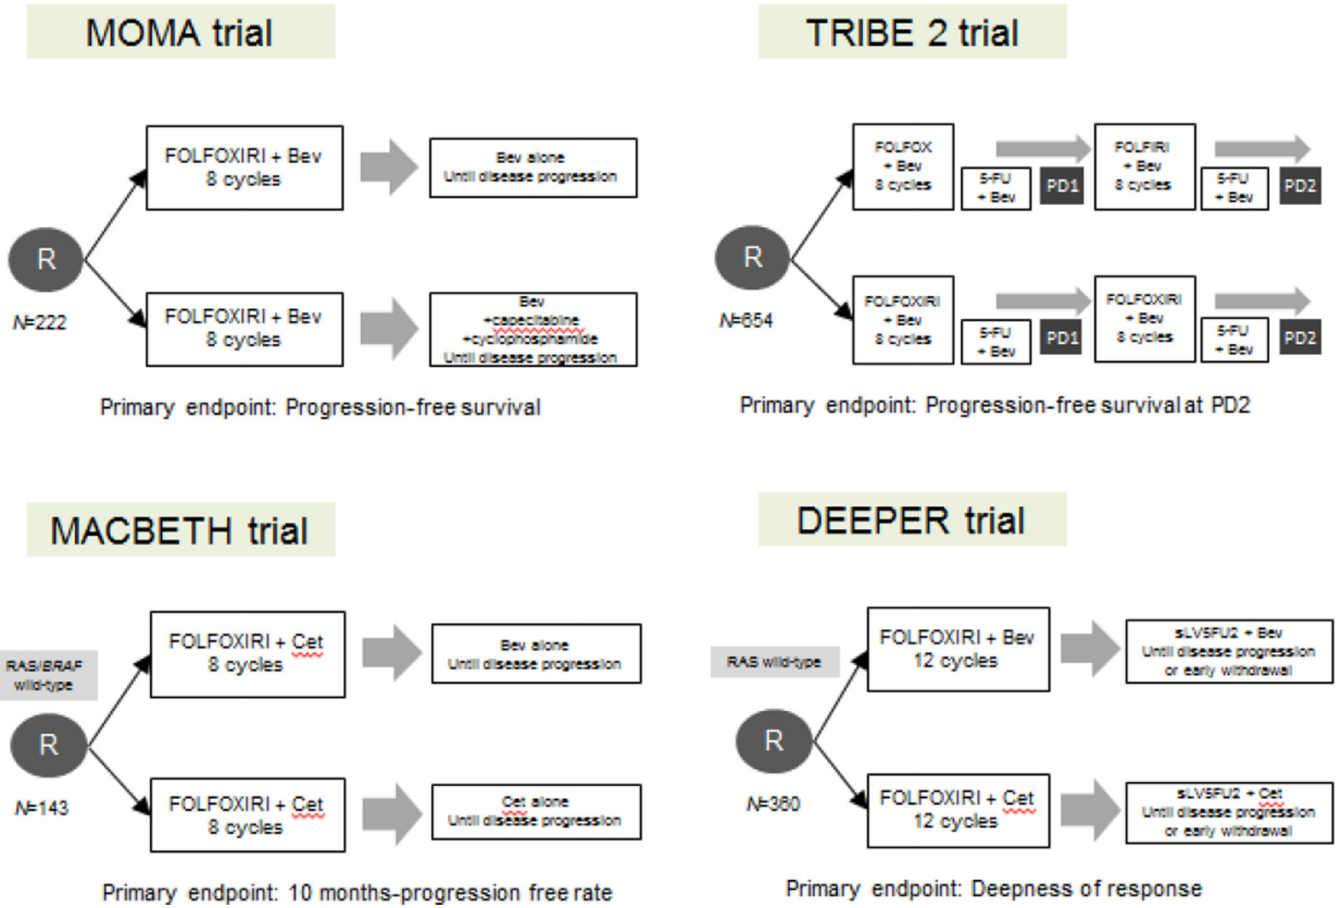 MOMA trial
FOLFOXIRI + Bev
8 cycles
Bev alone
Until disease progression
R
N=222
FOLFOXIRI + Bev
8 cycles
Bev
+capecitabine
+cyclophosphamide
Until disease progression
Primary endpoint: Progression-free survival
TRIBE 2 trial
FOLFOX
+ Bev
8 cycles
5-FU
+ Bev
PD1
FOLFIRI
+ Bev
8 cycles
5-FU
+ Bev
PD2
R
N=654
FOLFOXIRI
+ Bev
8 cycles
5-FU
+ Bev
PD1
FOLFOXIRI
+ Bev
8 cycles
5-FU
+ Bev
PD2
Primary endpoint: Progression-free survival at PD2
MACBETH trial
RAS/BRAF
wild-type
R
N=143
FOLFOXIRI + Cet
8 cycles
Bev alone
Until disease progression
FOLFOXIRI + Cet
8 cycles
Cet alone
Until disease progression
Primary endpoint: 10 months-progression free rate
DEEPER trial
RAS wild-type
R
N=360
FOLFOXIRI + Bev
12 cycles
sLV5FU2 + Bev
Until disease progression
or early withdrawal
FOLFOXIRI + Cet
12 cycles
sLV5FU2 + Cet
Until disease progression
or early withdrawal
Primary endpoint: Deepness of response